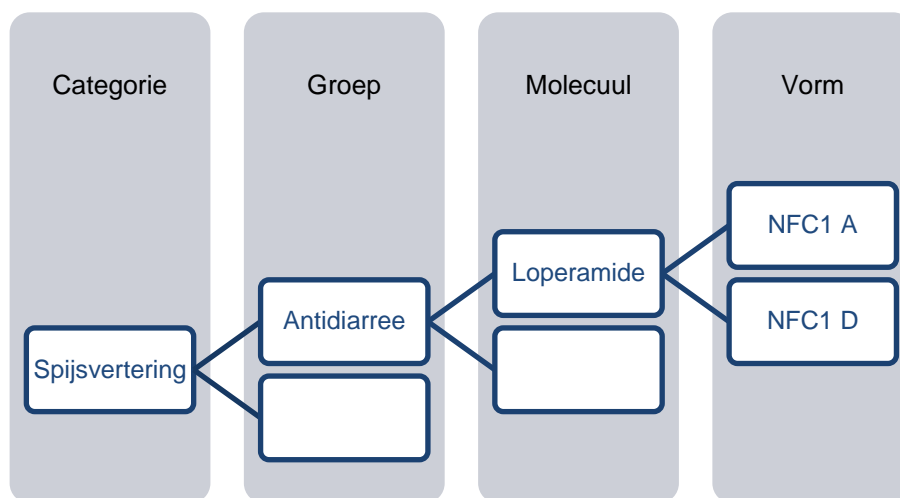 Categorie
Groep
Molecuul
Vorm
Spijsvertering
Antidiarree
Loperamide
NFC1 A
NFC1 D